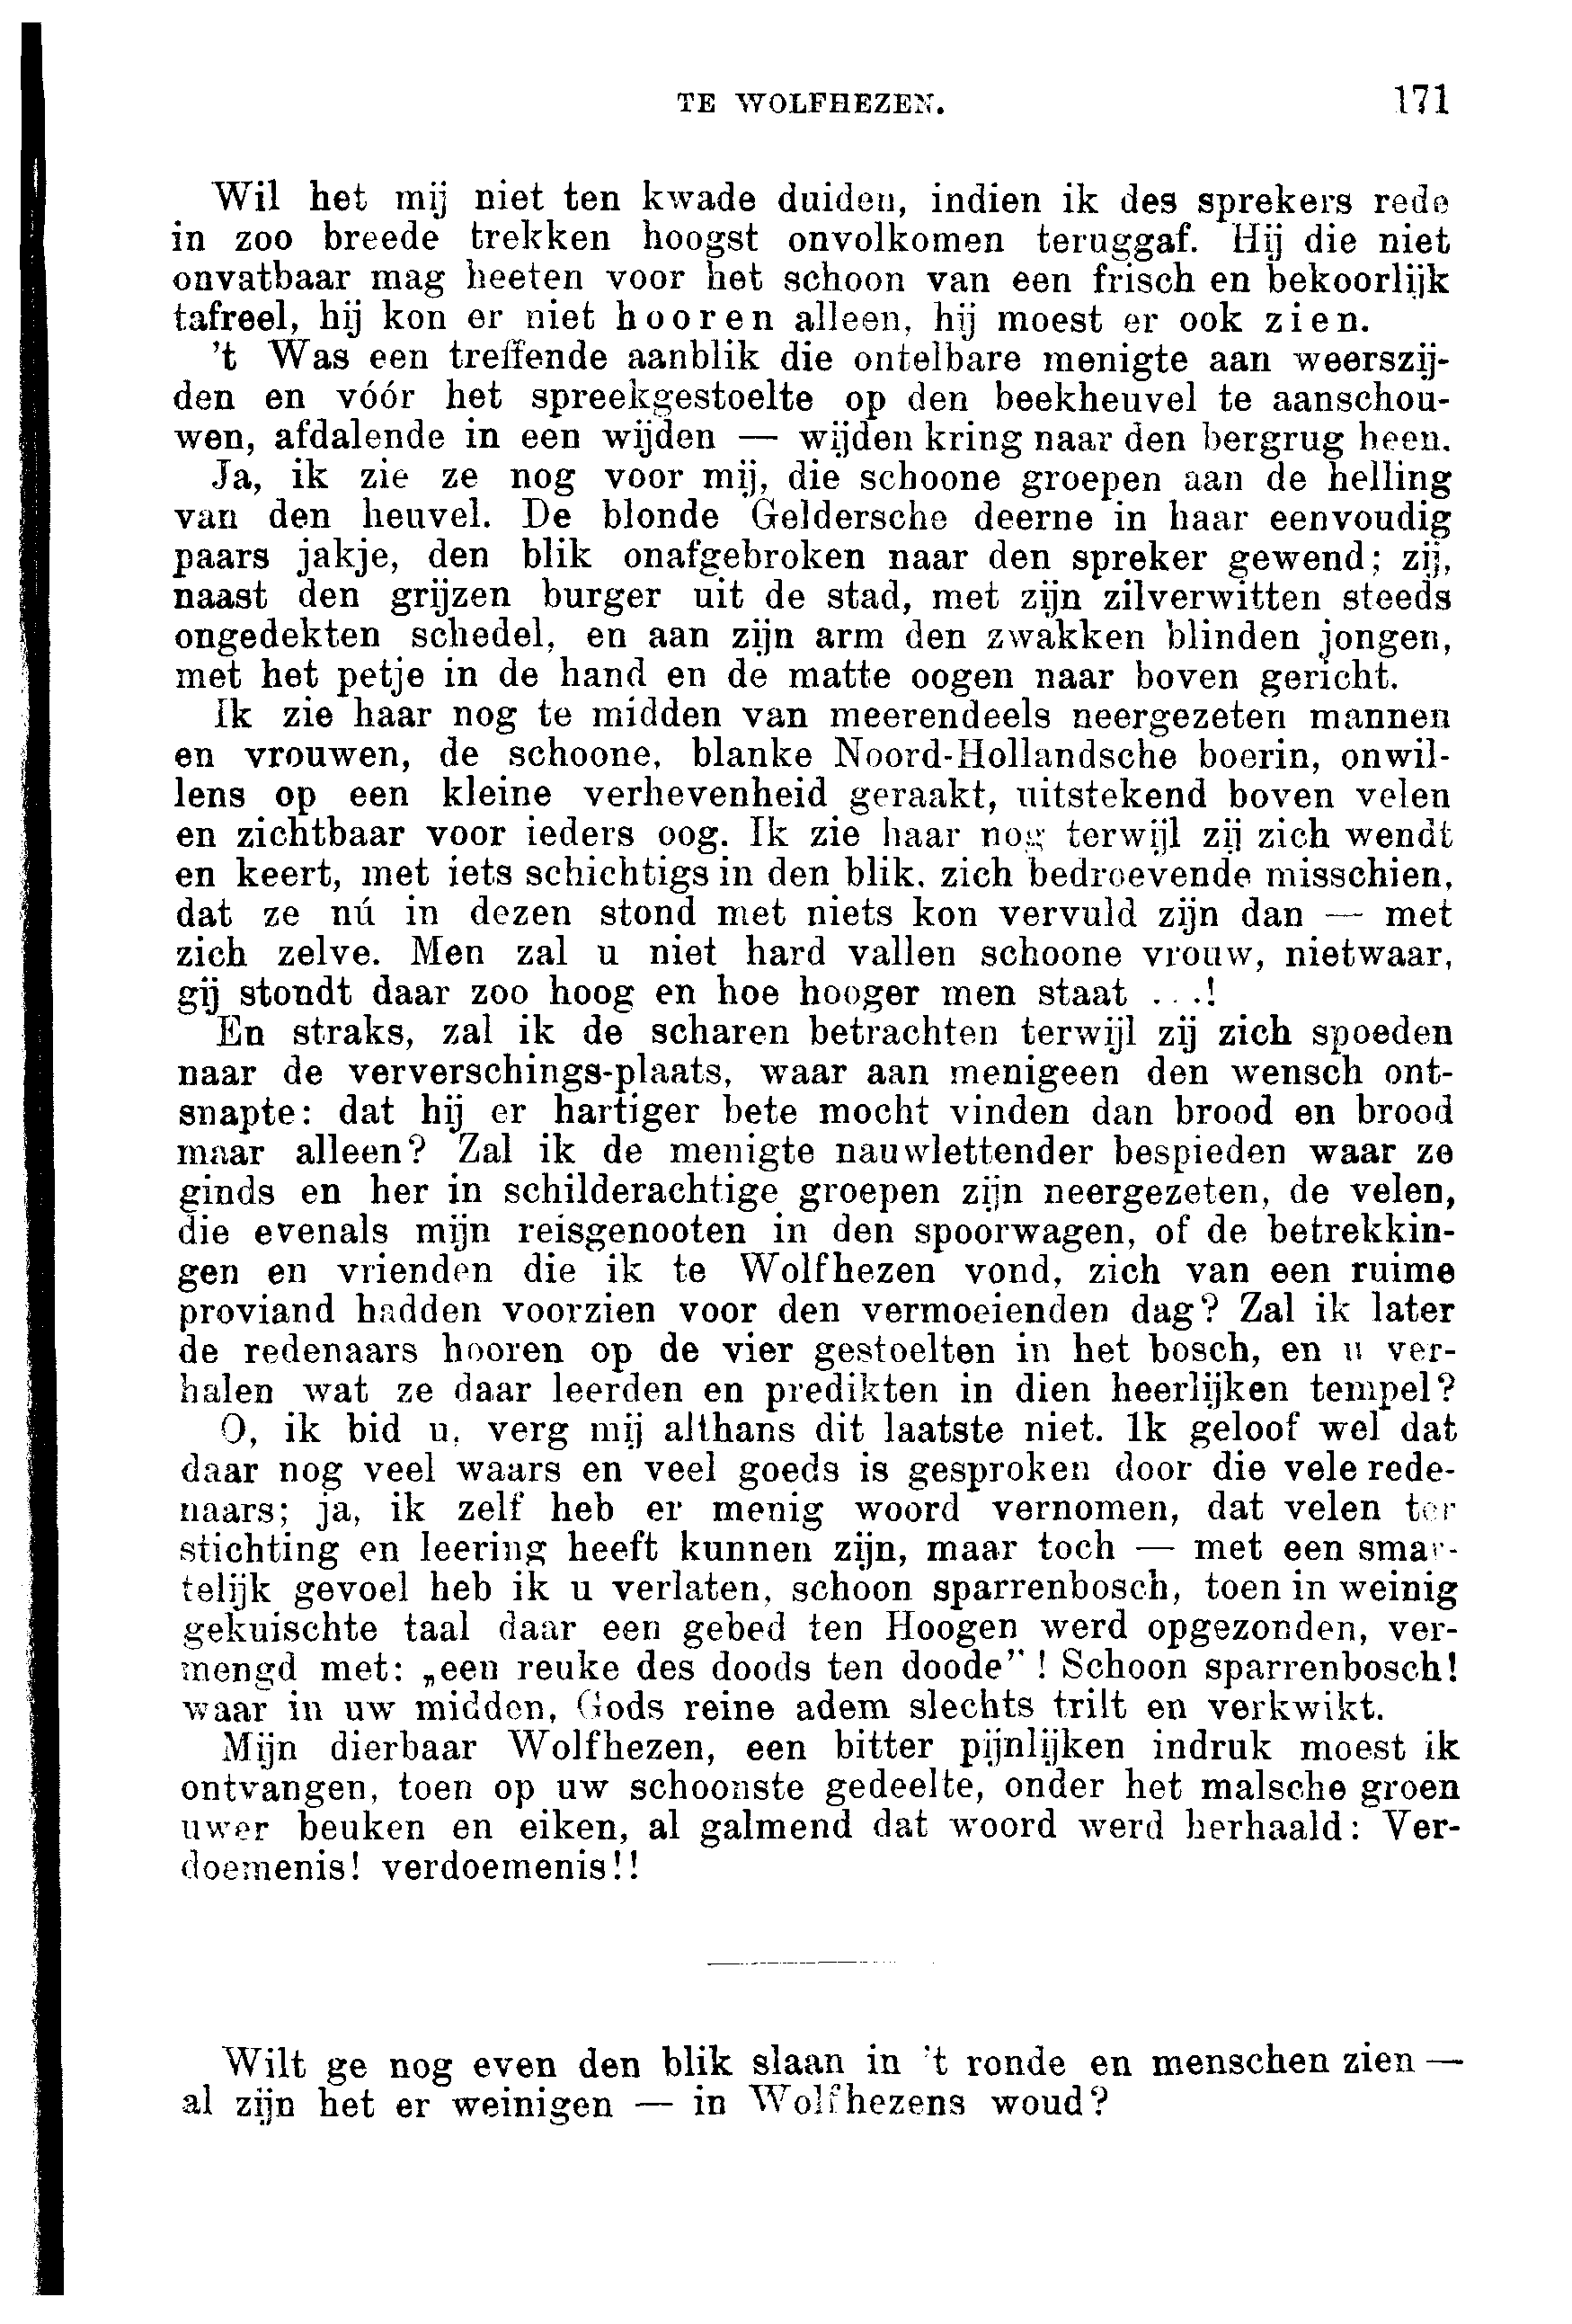 TE WOLFHEZEN. 171
Wil het mij niet ten kwade duiden, indien ik des sprekers rede
in zoo breede trekken hoogst onvolkomen teruggaf. Hij die niet
onvatbaar mag heeten voor het schoon van een frisch en bekoorlijk
tafreel, hij kon er niet hooren alleen, hij moest er ook zien.
't Was een treffende aanblik die ontelbare menigte aan weerszij-
den en vóór het spreekgestoelte op den beekheuvel te aanschou-
wen, afdalende in een wijden — wijden kring naar den bergrug heen.
Ja, ik zie ze nog voor mij, die schoone groepen aan de helling
van den heuvel. De blonde Geldersche deerne in haar eenvoudig
paars jakje, den blik onafgebroken naar den spreker gewend; zij,
naast den grijzen burger uit de stad, met zijn zilverwitten steeds
ongedekten schedel, en aan zijn arm den zwakken blinden jongen,
met het petje in de hand en de matte oogen naar boven gericht.
Ik zie haar nog te midden van meerendeels neergezeten mannen
en vrouwen, de schoone, blanke Noord-Hollandsche boerin, onwil-
lens op een kleine verhevenheid geraakt, uitstekend boven velen
en zichtbaar voor ieders oog. Ik zie haar nog terwijl zij zich wendt
en keert, met iets schichtigs in den blik, zich bedroevende misschien,
dat ze nú in dezen stond met niets kon vervuld zijn dan — met
zich zelve. Men zal u niet hard vallen schoone vrouw, nietwaar,
gij stondt daar zoo hoog en hoe hooger men staat ...!
En straks, zal ik de scharen betrachten terwijl zij zich spoeden
naar de ververschings-plaats, waar aan menigeen den wensch ont-
snapte: dat hij er hartiger bete mocht vinden dan brood en brood
maar alleen? Zal ik de menigte nauwlettender bespieden waar ze
ginds en her in schilderachtige groepen zijn neergezeten, de velen,
die evenals mijn reisgenooten in den spoorwagen, of de betrekkin-
gen en vrienden die ik te Wolfhezen vond, zich van een ruime
proviand hadden voorzien voor den vermoeienden dag? Zal ik later
de redenaars hooren op de vier gestoelten in het bosch, en u ver-
halen wat ze daar leerden en predikten in dien heerlijken tempel?
O, ik bid u, verg mij althans dit laatste niet. Ik geloof wel dat
daar nog veel waars en veel goeds is gesproken door die vele rede-
naars; ja, ik zelf heb er menig woord vernomen, dat velen ter
stichting en leering heeft kunnen zijn, maar toch — met een smar-
telijk gevoel heb ik u verlaten, schoon sparrenbosch, toen in weinig
gekuischte taal daar een gebed ten Hoogen werd opgezonden, ver-
mengd met: „een reuke des doods ten doode"! Schoon sparrenbosch!
waar in uw midden, Gods reine adem slechts trilt en verkwikt.
Mijn dierbaar Wolfhezen, een bitter pijnlijken indruk moest ik
ontvangen, toen op uw schoonste gedeelte, onder het malsche groen
uwer beuken en eiken, al galmend dat woord werd herhaald: Ver-
doemenis! verdoemenis!!
Wilt ge nog even den blik slaan in 't ronde en menschen zien —
al zijn het er weinigen — in Wolfhezens woud?